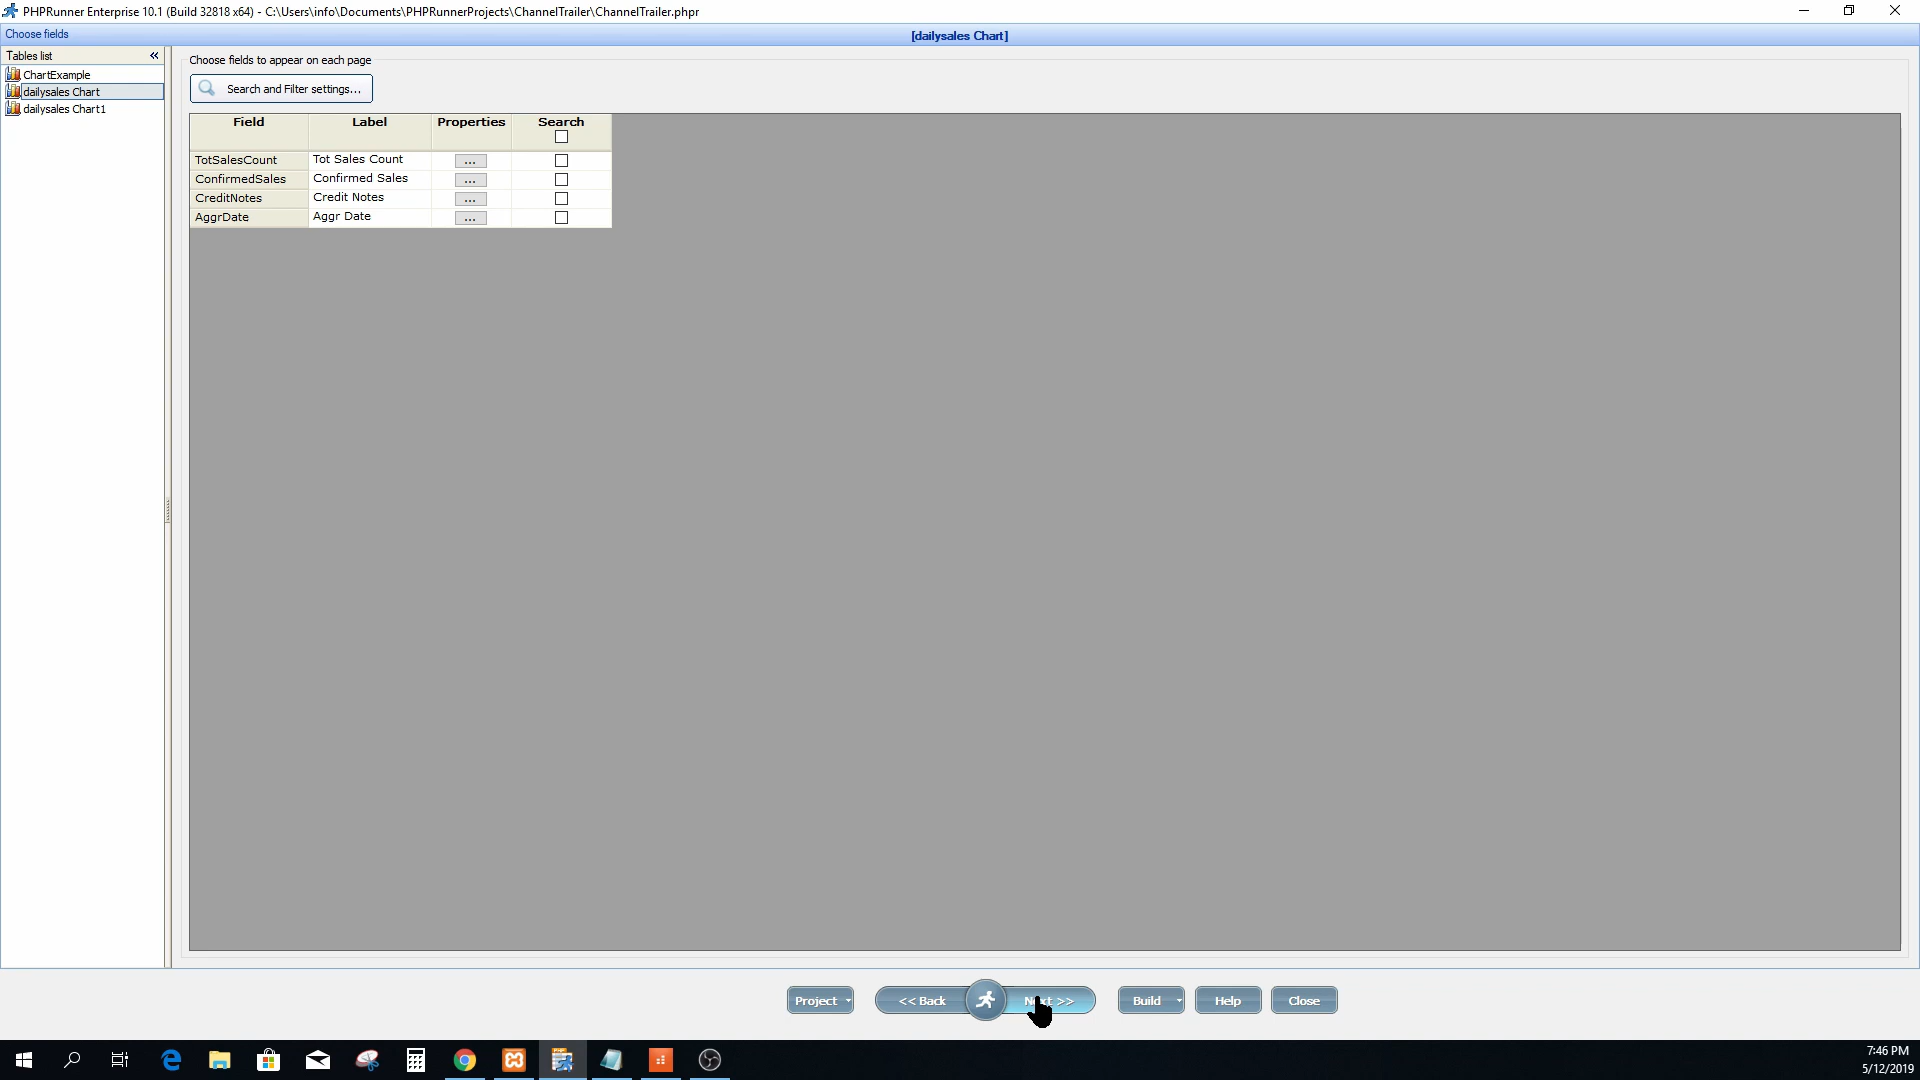 PHPRunner Enterprise 10.1 (Build 32818 x64) - C:\Users\info\Documents\PHPRunnerProjects\ChannelTrailer\ChannelTrailer.phpr
Choose fields
[dailysales Chart]
Tables list
«
ChartExample
dailysales Chart
dailysales Chart1
Choose fields to appear on each page
Search and Filter settings...
Field Label Properties Search
TotSalesCount Tot Sales Count ...
ConfirmedSales Confirmed Sales ...
CreditNotes Credit Notes ...
AggrDate Aggr Date ...
Project << Back Next >> Build Help Close
7:46 PM
5/12/2019